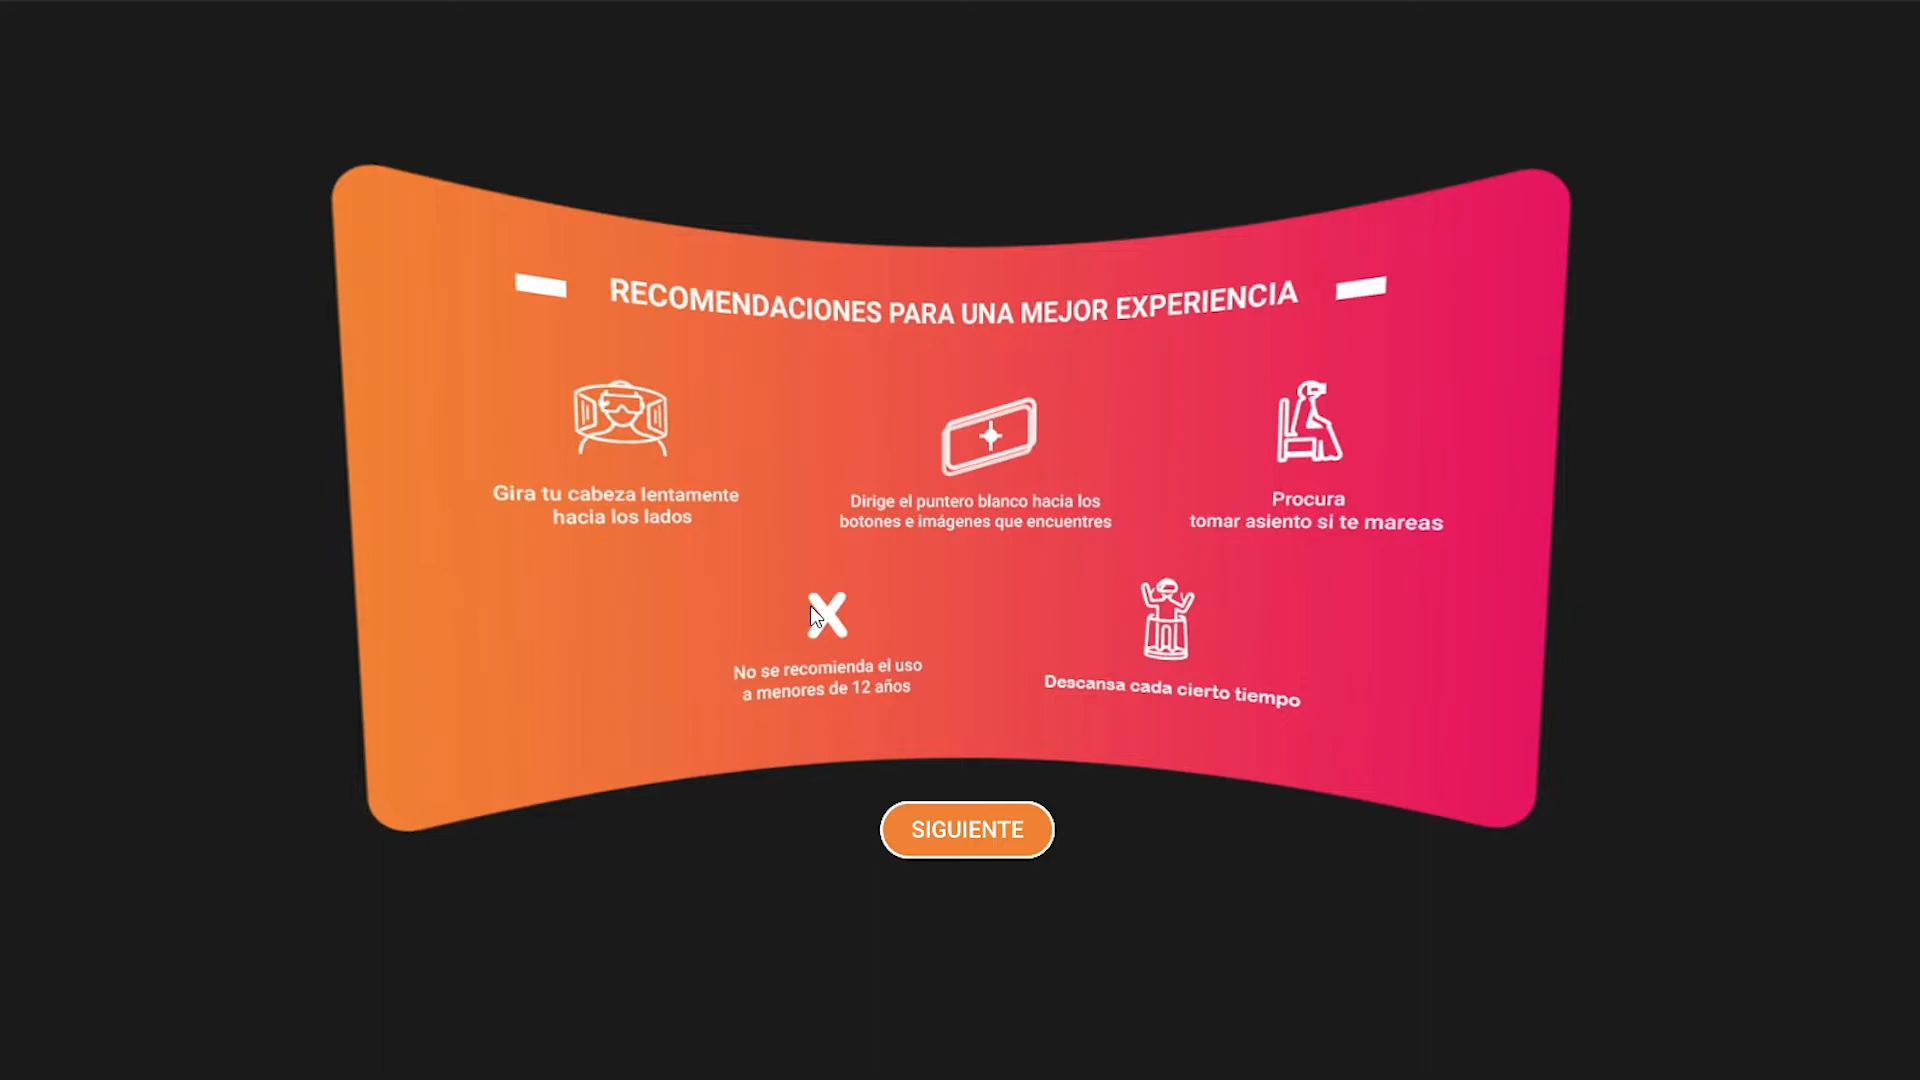 RECOMENDACIONES PARA UNA MEJOR EXPERIENCIA
Gira tu cabeza lentamente
hacia los lados
Dirige el puntero blanco hacia los
botones e imágenes que encuentres
Procura
tomar asiento si te mareas
No se recomienda el uso
a menores de 12 años
Descansa cada cierto tiempo
SIGUIENTE